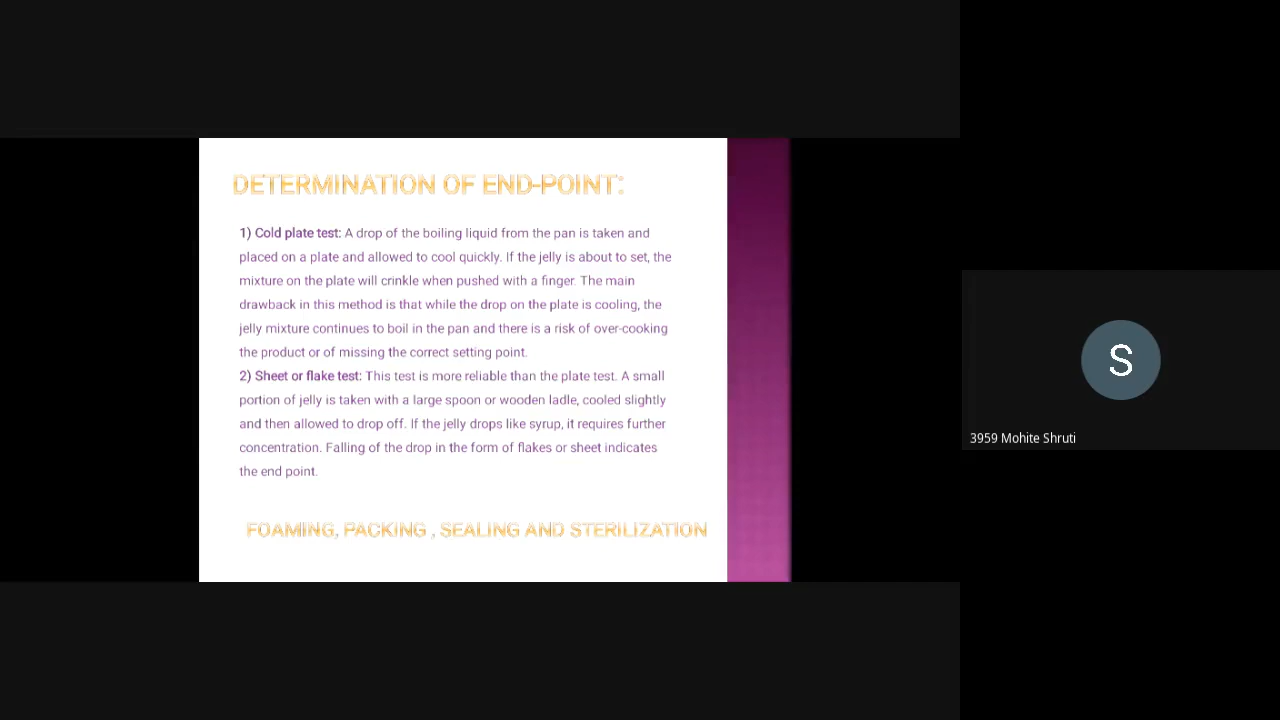 DETERMINATION OF END-POINT:
1) Cold plate test: A drop of the boiling liquid from the pan is taken and
placed on a plate and allowed to cool quickly. If the jelly is about to set, the
mixture on the plate will crinkle when pushed with a finger. The main
drawback in this method is that while the drop on the plate is cooling, the
jelly mixture continues to boil in the pan and there is a risk of over-cooking
the product or of missing the correct setting point.
2) Sheet or flake test: This test is more reliable than the plate test. A small
portion of jelly is taken with a large spoon or wooden ladle, cooled slightly
and then allowed to drop off. If the jelly drops like syrup, it requires further
concentration. Falling of the drop in the form of flakes or sheet indicates
the end point.
FOAMING, PACKING , SEALING AND STERILIZATION
S
3959 Mohite Shruti